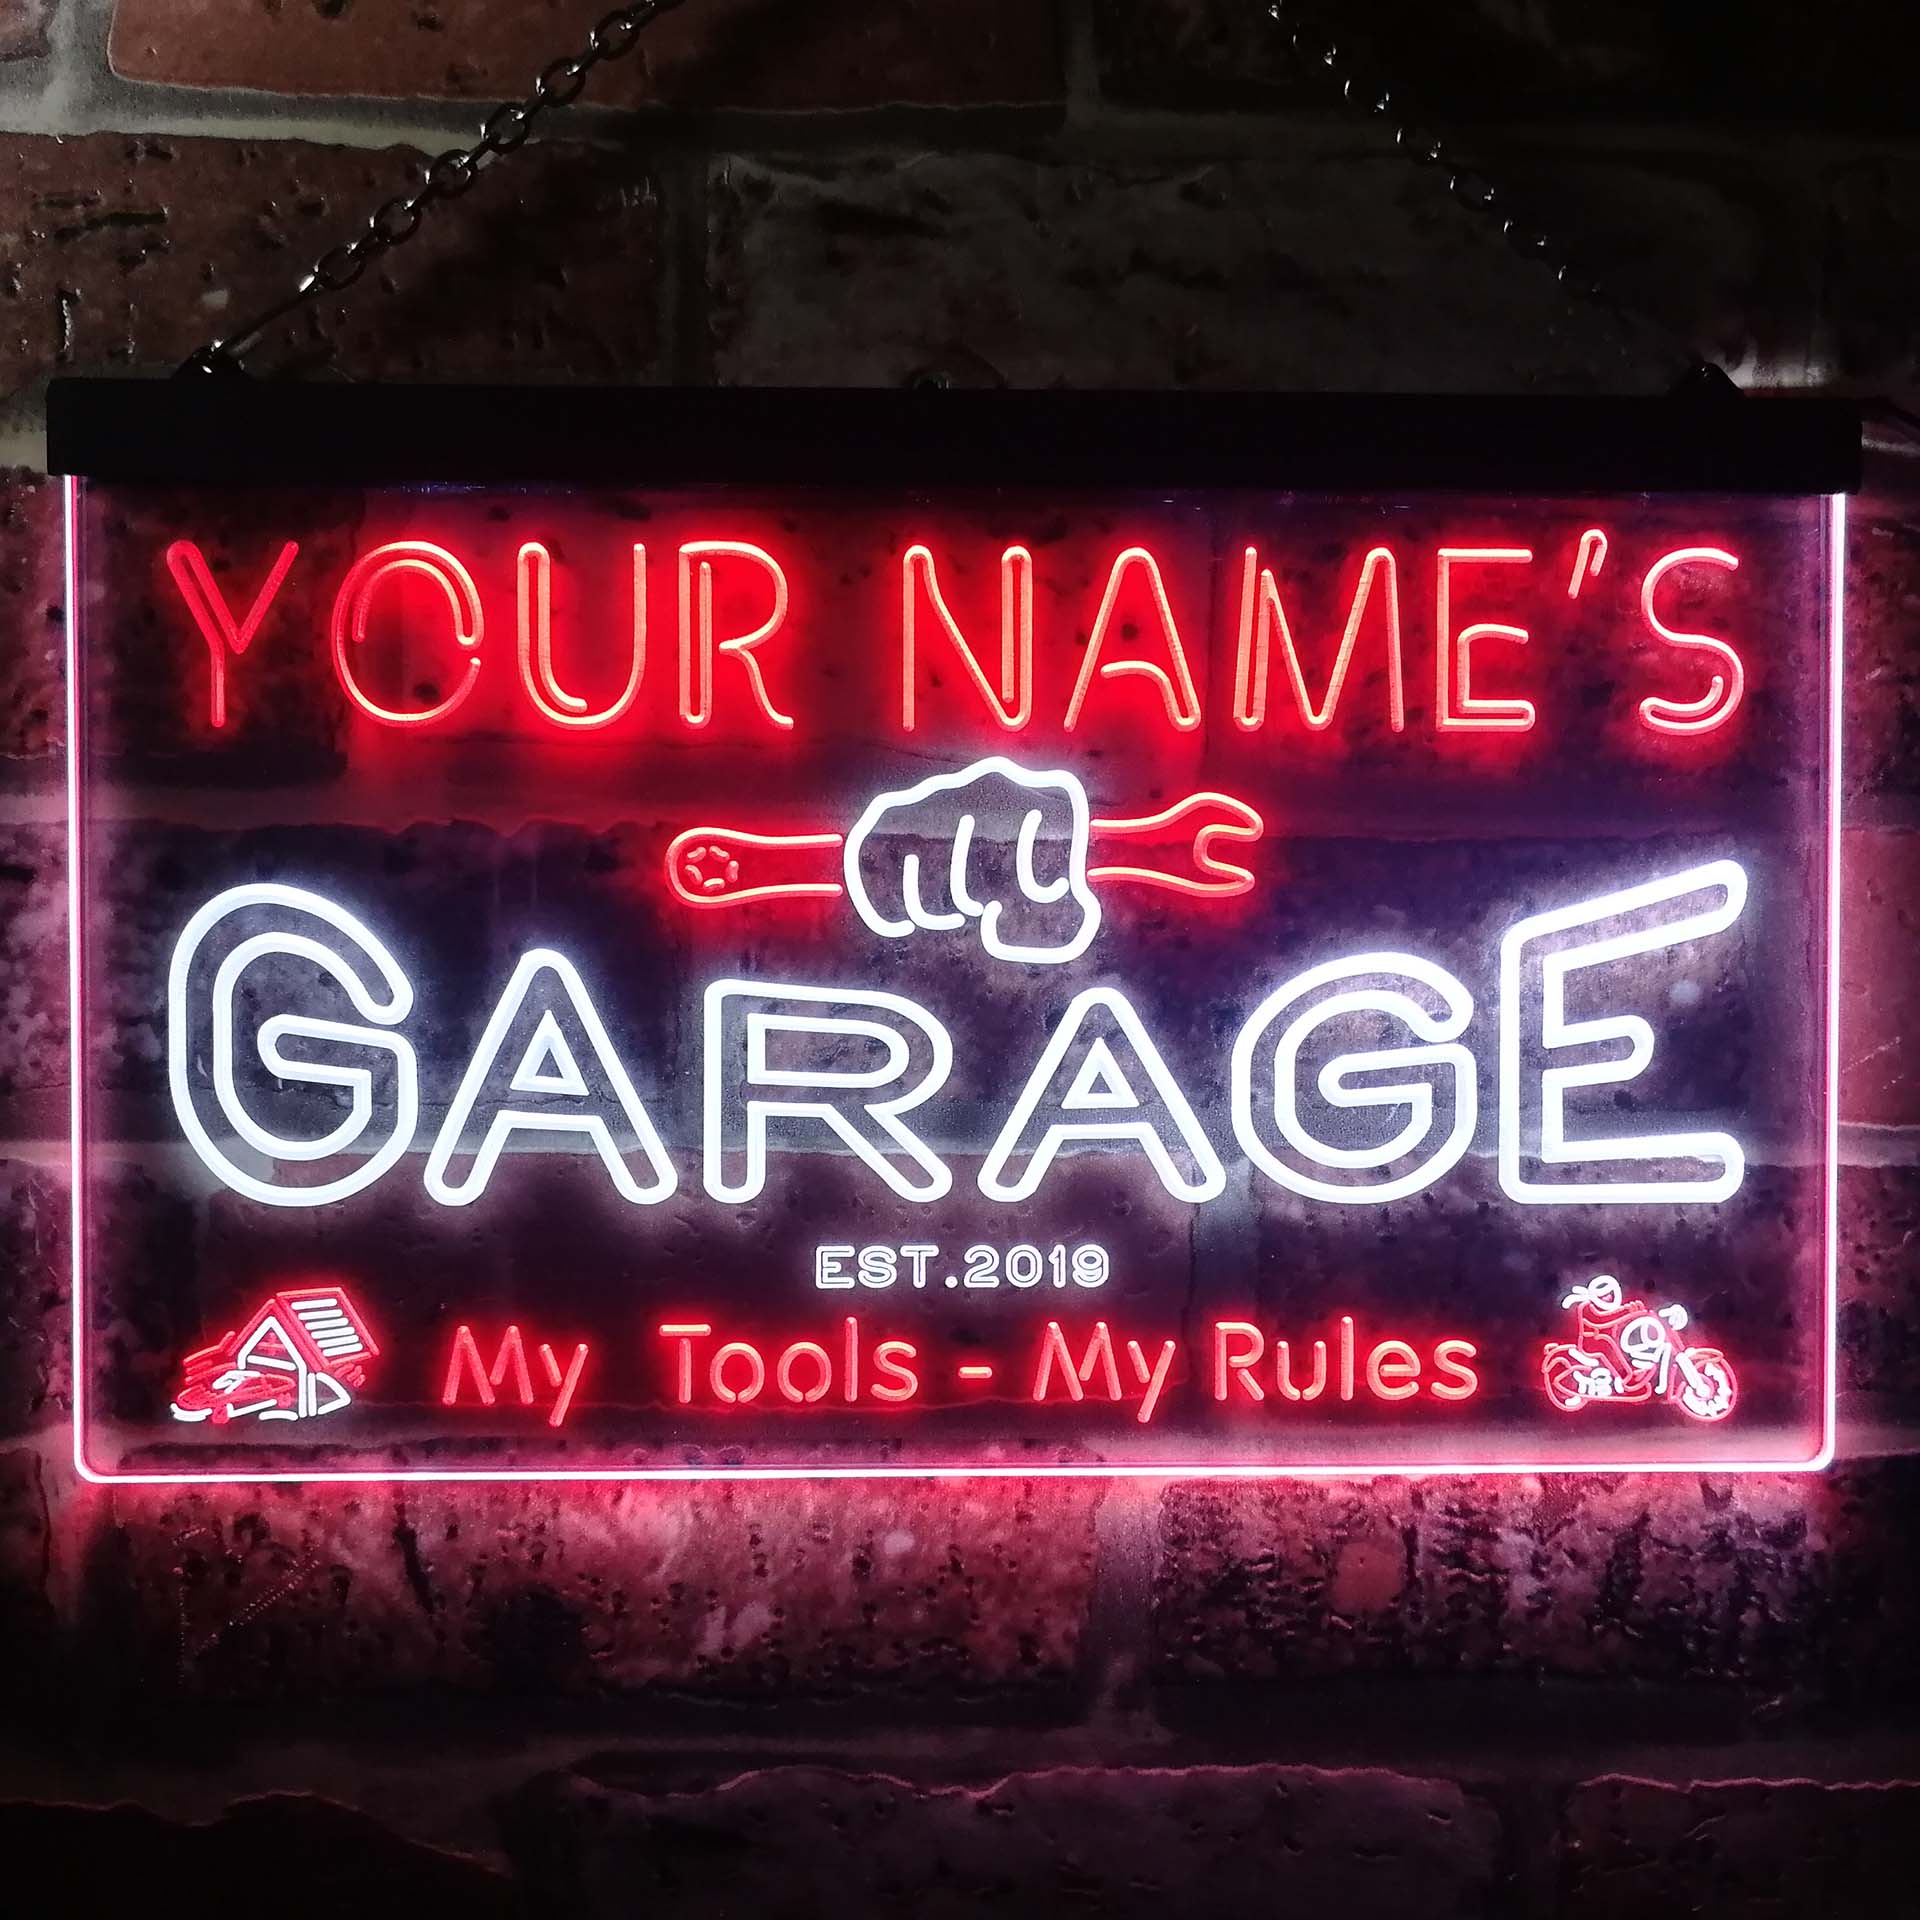 YOUR NAME'S
GARAGE
EST.2019
My Tools - My Rules